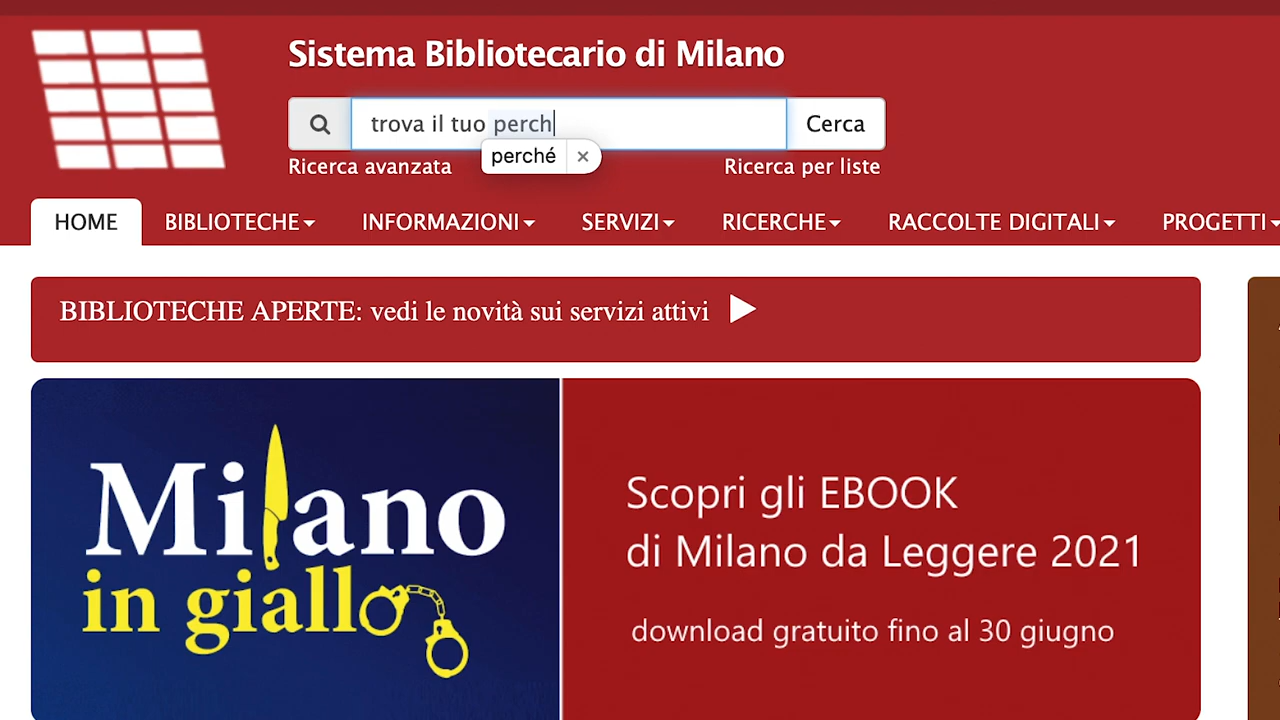 Sistema Bibliotecario di Milano
trova il tuo perch
Cerca
perché ×
Ricerca avanzata
Ricerca per liste
HOME
BIBLIOTECHE
INFORMAZIONI
SERVIZI
RICERCHE
RACCOLTE DIGITALI
PROGETTI
BIBLIOTECHE APERTE: vedi le novità sui servizi attivi
Milano
in giallo
Scopri gli EBOOK
di Milano da Leggere 2021
download gratuito fino al 30 giugno